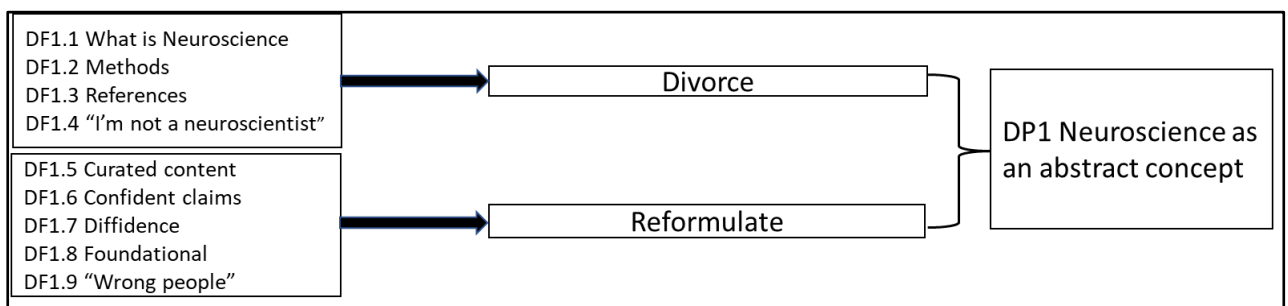 DF1.1 What is Neuroscience
DF1.2 Methods
DF1.3 References
DF1.4 “I’m not a neuroscientist”
DF1.5 Curated content
DF1.6 Confident claims
DF1.7 Diffidence
DF1.8 Foundational
DF1.9 “Wrong people”
Divorce
Reformulate
DP1 Neuroscience as
an abstract concept